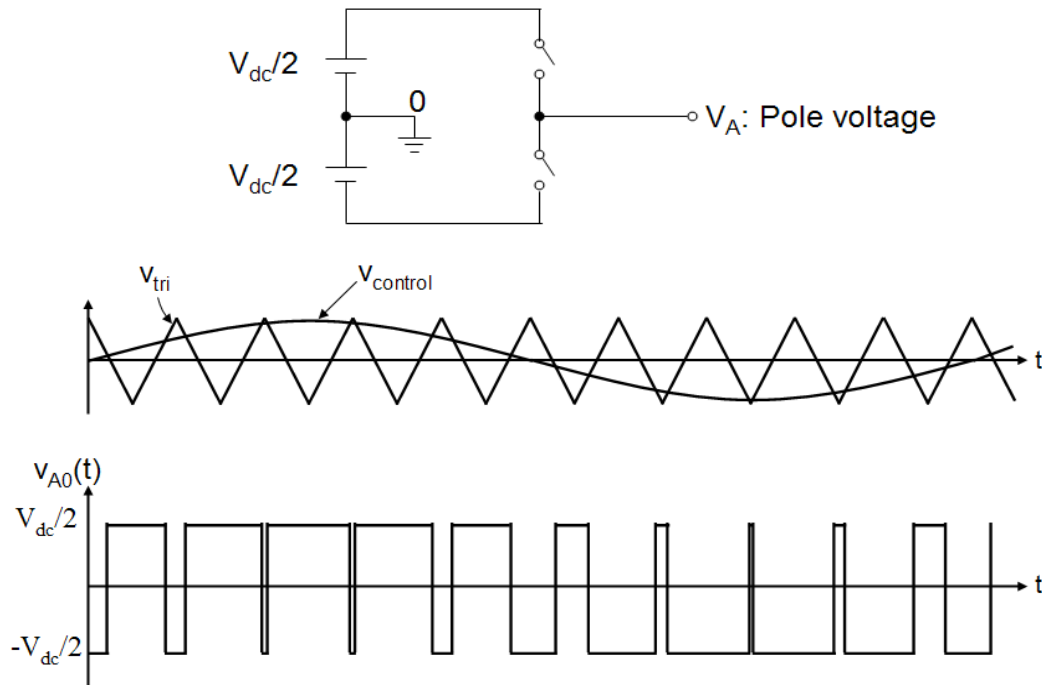 V_dc/2
0
V_A: Pole voltage
V_dc/2
v_tri
v_control
t
v_A0(t)
V_dc/2
t
-V_dc/2